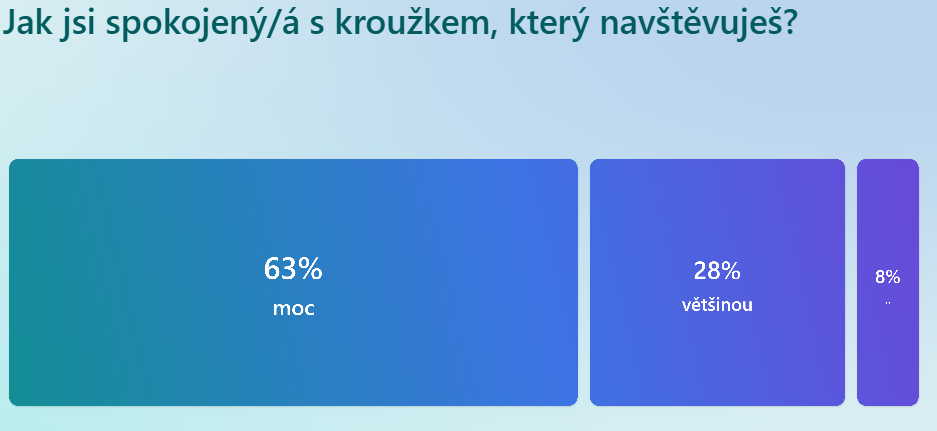 Jak jsi spokojený/á s kroužkem, který navštěvuješ?
63%
moc
28%
většinou
8%
..